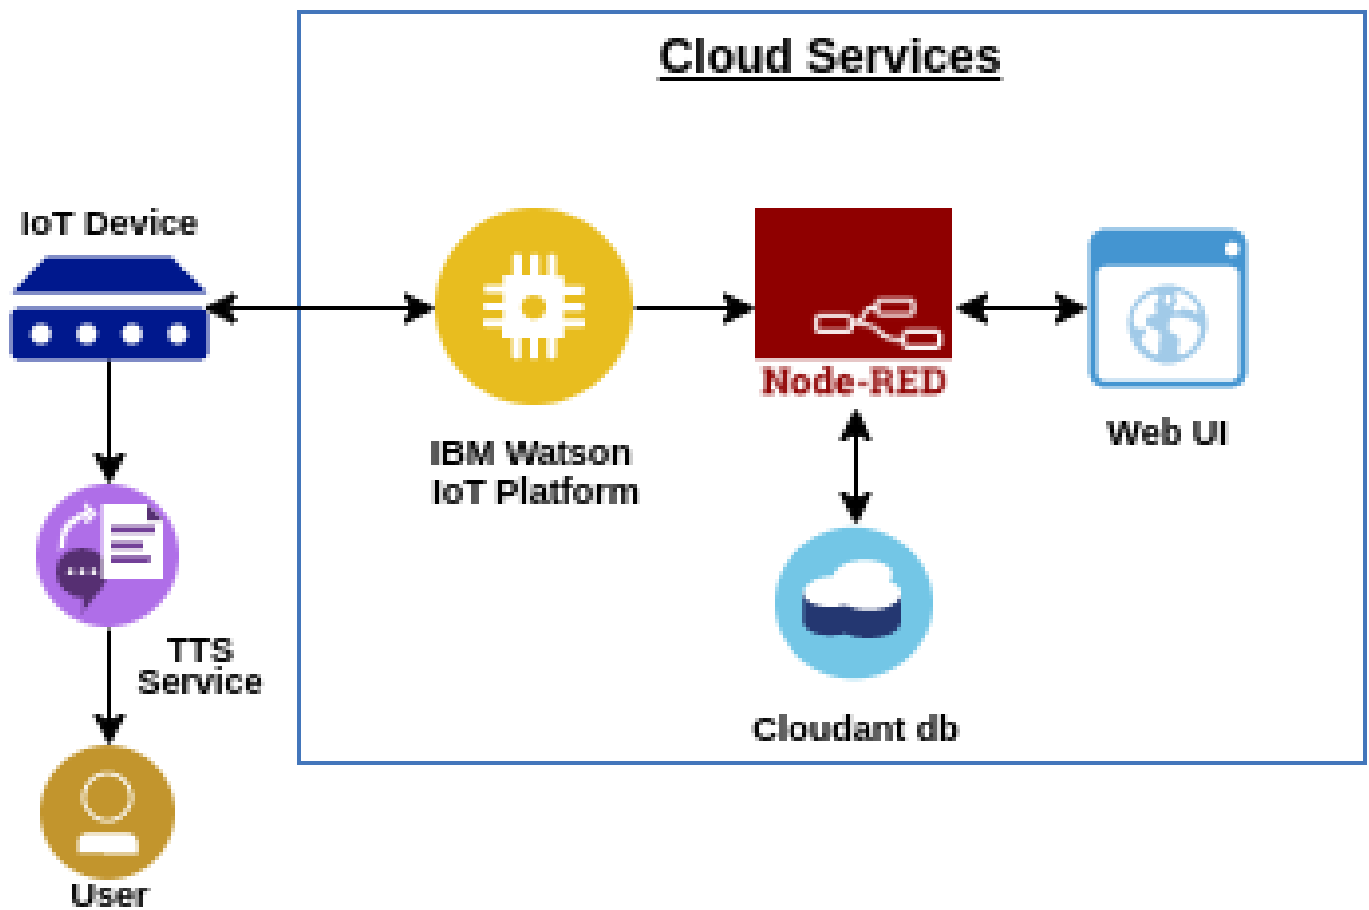 Cloud Services
IoT Device
Node-RED
IBM Watson
IoT Platform
Web UI
TTS
Service
Cloudant db
User